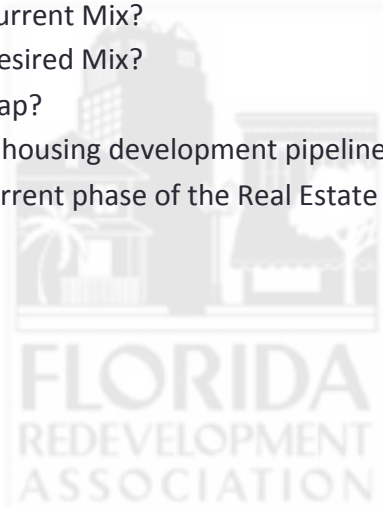 urrent Mix?
esired Mix?
ap?
housing development pipeline
rrent phase of the Real Estate
FLORIDA
REDEVELOPMENT
ASSOCIATION